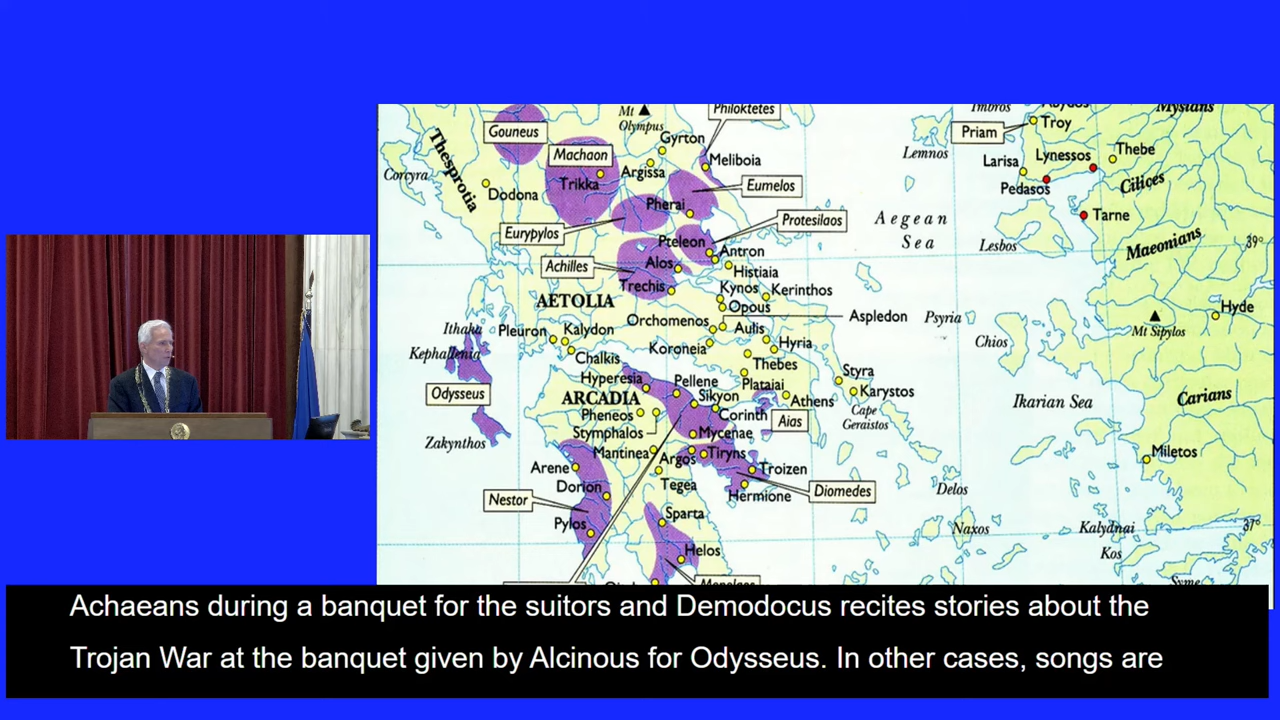 Philoktetes
Imbros
Abydos
Mysians
Mt
Olympus
Priam
Troy
Gouneus
Gyrton
Thesprotia
Machaon
Lemnos
Larisa
Lynessos
Thebe
Corcyra
Argissa
Meliboia
Trikka
Pedasos
Cilices
Dodona
Eumelos
Pherai
Tarne
Aegean
Sea
Protesilaos
Eurypylos
Pteleon
Antron
Lesbos
Maeonians
39°
Achilles
Alos
Histiaia
Trechis
Kynos
Kerinthos
AETOLIA
Opous
Hyde
Orchomenos
Aspledon
Psyria
Ithaka
Pleuron
Kalydon
Aulis
Mt Sipylos
Kephallenia
Koroneia
Hyria
Chios
Chalkis
Thebes
Hyperesia
Pellene
Plataiai
Styra
Odysseus
ARCADIA
Sikyon
Athens
Karystos
Ikarian Sea
Carians
Pheneos
Corinth
Aias
Cape
Geraistos
Stymphalos
Mycenae
Zakynthos
Mantinea
Argos
Tiryns
Miletos
Arene
Troizen
Tegea
Dorion
Hermione
Diomedes
Delos
Nestor
Pylos
Sparta
Naxos
Kalydnai
37°
Helos
Kos
Syme
Menelaos
Achaeans during a banquet for the suitors and Demodocus recites stories about the
Trojan War at the banquet given by Alcinous for Odysseus. In other cases, songs are